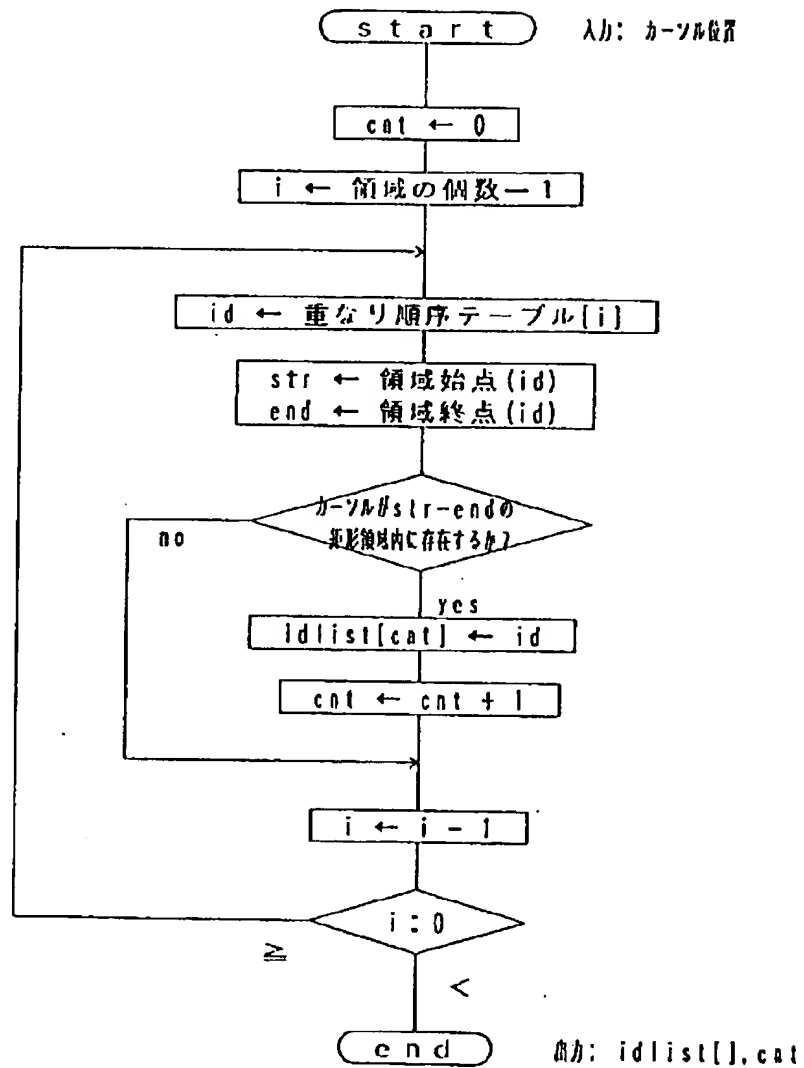 start
入力: カーソル位置
cnt ← 0
i ← 領域の個数－1
id ← 重なり順序テーブル[i]
str ← 領域始点(id)
end ← 領域終点(id)
カーソルがstr-endの
矩形領域内に存在するか?
no
yes
idlist[cnt] ← id
cnt ← cnt + 1
i ← i - 1
i : 0
≧
<
end
出力: idlist[], cnt